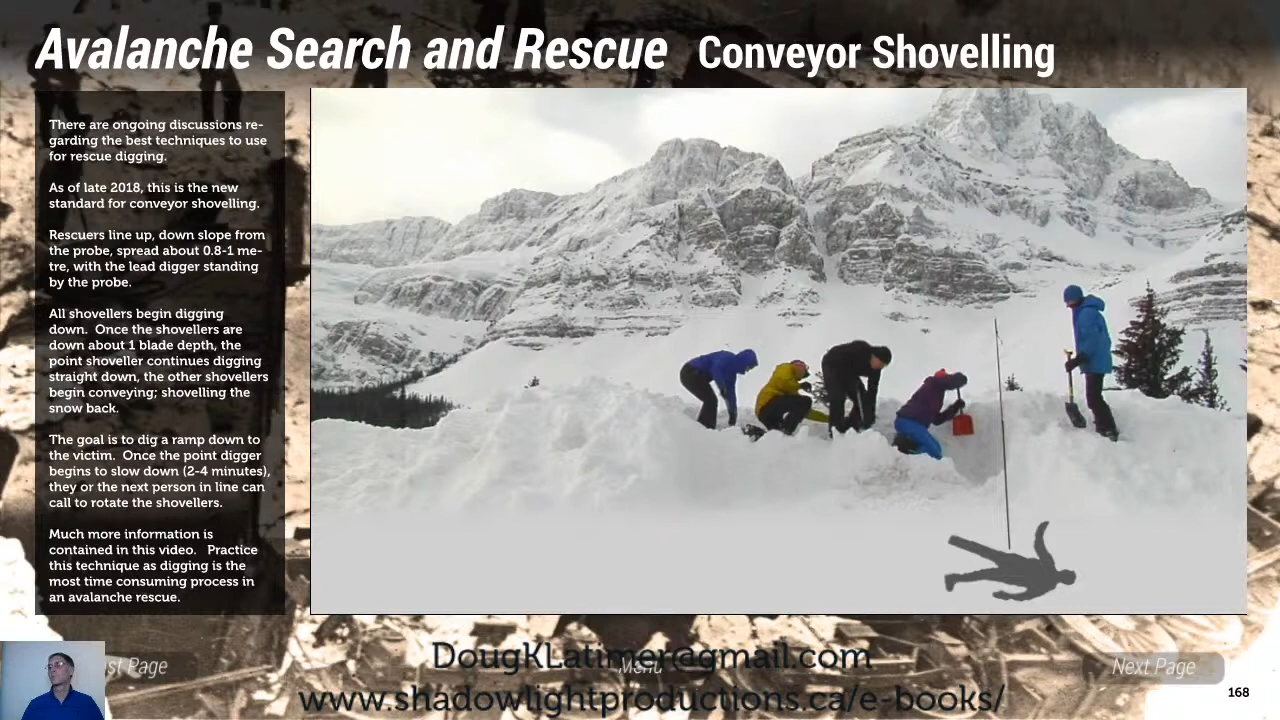 Avalanche Search and Rescue Conveyor Shovelling
There are ongoing discussions re-
garding the best techniques to use
for rescue digging.
As of late 2018, this is the new
standard for conveyor shovelling.
Rescuers line up, down slope from
the probe, spread about 0.8-1 me-
tre, with the lead digger standing
by the probe.
All shovellers begin digging
down. Once the shovellers are
down about 1 blade depth, the
point shoveller continues digging
straight down, the other shovellers
begin conveying; shovelling the
snow back.
The goal is to dig a ramp down to
the victim. Once the point digger
begins to slow down (2-4 minutes),
they or the next person in line can
call to rotate the shovellers.
Much more information is
contained in this video. Practice
this technique as digging is the
most time consuming process in
an avalanche rescue.
DougKLatimer@gmail.com
Page
Menu
Next Page
www.shadowlightproductions.ca/e-books/
168